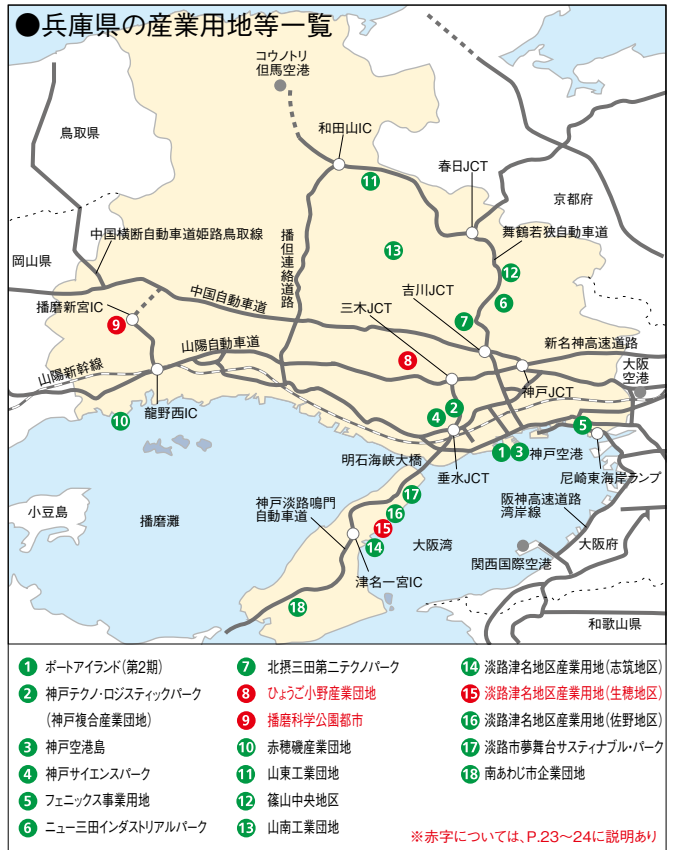 ●兵庫県の産業用地等一覧
コウノトリ
但馬空港
鳥取県
和田山IC
春日JCT
京都府
11
中国横断自動車道姫路鳥取線
播但連絡道路
舞鶴若狭自動車道
岡山県
13
12
吉川JCT
6
播磨新宮IC
中国自動車道
三木JCT
7
9
山陽自動車道
新名神高速道路
8
山陽新幹線
大阪
空港
神戸JCT
10
龍野西IC
4
2
5
明石海峡大橋
垂水JCT
1
3
神戸空港
尼崎東海岸ランプ
17
神戸淡路鳴門
自動車道
16
阪神高速道路
湾岸線
小豆島
播磨灘
15
14
大阪湾
大阪府
関西国際空港
津名一宮IC
18
和歌山県
1 ポートアイランド(第2期)
2 神戸テクノ・ロジスティックパーク
(神戸複合産業団地)
3 神戸空港島
4 神戸サイエンスパーク
5 フェニックス事業用地
6 ニュー三田インダストリアルパーク
7 北摂三田第二テクノパーク
8 ひょうご小野産業団地
9 播磨科学公園都市
10 赤穂磯産業団地
11 山東工業団地
12 篠山中央地区
13 山南工業団地
14 淡路津名地区産業用地(志筑地区)
15 淡路津名地区産業用地(生穂地区)
16 淡路津名地区産業用地(佐野地区)
17 淡路市夢舞台サスティナブル・パーク
18 南あわじ市企業団地
※赤字については、P.23〜24に説明あり